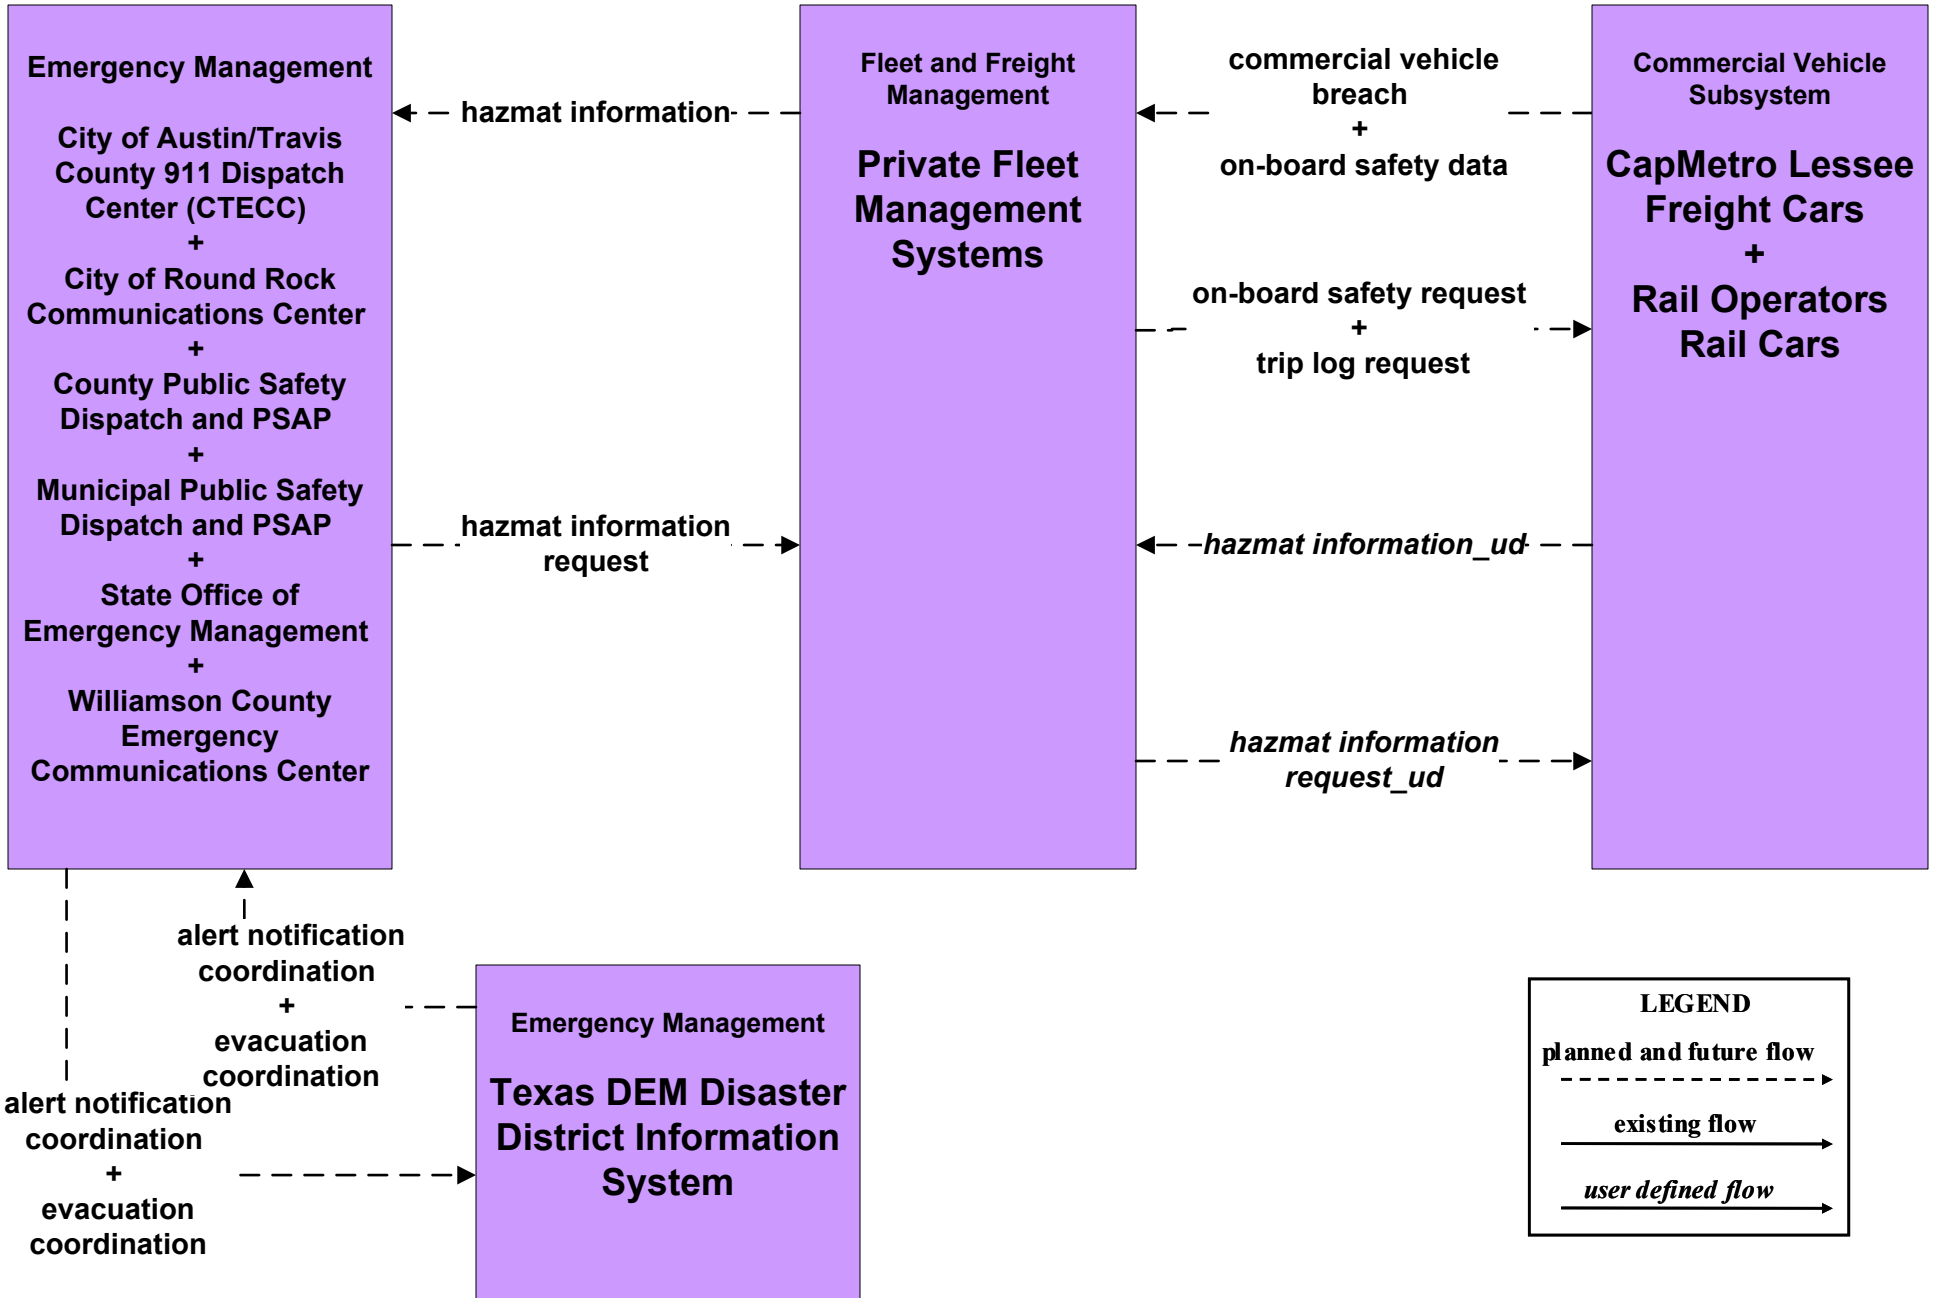 Emergency Management
City of Austin/Travis
County 911 Dispatch
Center (CTECC)
+
City of Round Rock
Communications Center
+
County Public Safety
Dispatch and PSAP
+
Municipal Public Safety
Dispatch and PSAP
+
State Office of
Emergency Management
+
Williamson County
Emergency
Communications Center
hazmat information
hazmat information
request
Fleet and Freight
Management
Private Fleet
Management
Systems
commercial vehicle
breach
+
on-board safety data
on-board safety request
+
trip log request
hazmat information_ud
hazmat information
request_ud
Commercial Vehicle
Subsystem
CapMetro Lessee
Freight Cars
+
Rail Operators
Rail Cars
alert notification
coordination
+
evacuation
coordination
alert notification
coordination
+
evacuation
coordination
Emergency Management
Texas DEM Disaster
District Information
System
LEGEND
planned and future flow
existing flow
user defined flow